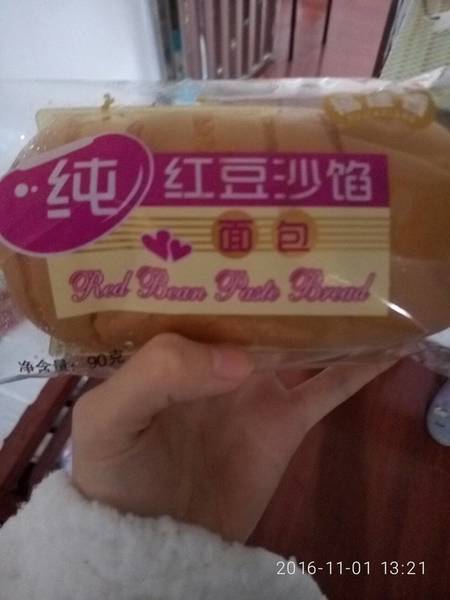 纯 红豆沙馅
面包
Red Bean Paste Bread
净含量: 90克
2016-11-01 13:21